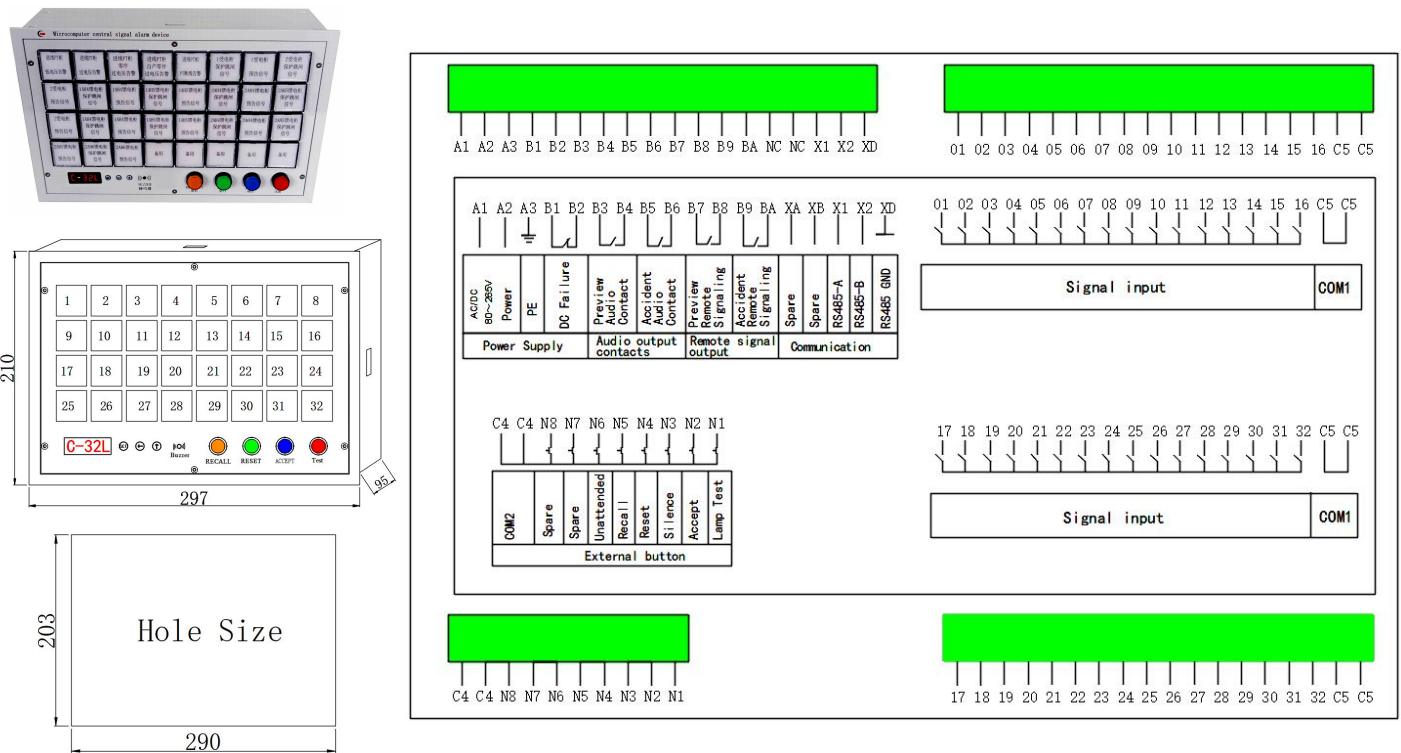 Microcomputer central signal alarm device
C-32L
1 2 3 4 5 6 7 8
9 10 11 12 13 14 15 16
17 18 19 20 21 22 23 24
25 26 27 28 29 30 31 32
C-32L
Buzzer
RECALL RESET ACCEPT Test
210
297
95
Hole Size
203
290
A1 A2 A3 B1 B2 B3 B4 B5 B6 B7 B8 B9 BA NC NC X1 X2 XD
01 02 03 04 05 06 07 08 09 10 11 12 13 14 15 16 C5 C5
A1 A2 A3 B1 B2 B3 B4 B5 B6 B7 B8 B9 BA XA XB X1 X2 XD
AC/DC
80~265V
Power
PE
DC Failure
Preview
Audio
Contact
Accident
Audio
Contact
Preview
Remote
Signaling
Accident
Remote
Signaling
Spare
Spare
RS485-A
RS485-B
RS485 GND
Power Supply
Audio output
contacts
Remote signal
output
Communication
01 02 03 04 05 06 07 08 09 10 11 12 13 14 15 16 C5 C5
Signal input
COM1
C4 C4 N8 N7 N6 N5 N4 N3 N2 N1
COM2
Spare
Spare
Unattended
Recall
Reset
Silence
Accept
Lamp Test
External button
17 18 19 20 21 22 23 24 25 26 27 28 29 30 31 32 C5 C5
Signal input
COM1
C4 C4 N8 N7 N6 N5 N4 N3 N2 N1
17 18 19 20 21 22 23 24 25 26 27 28 29 30 31 32 C5 C5